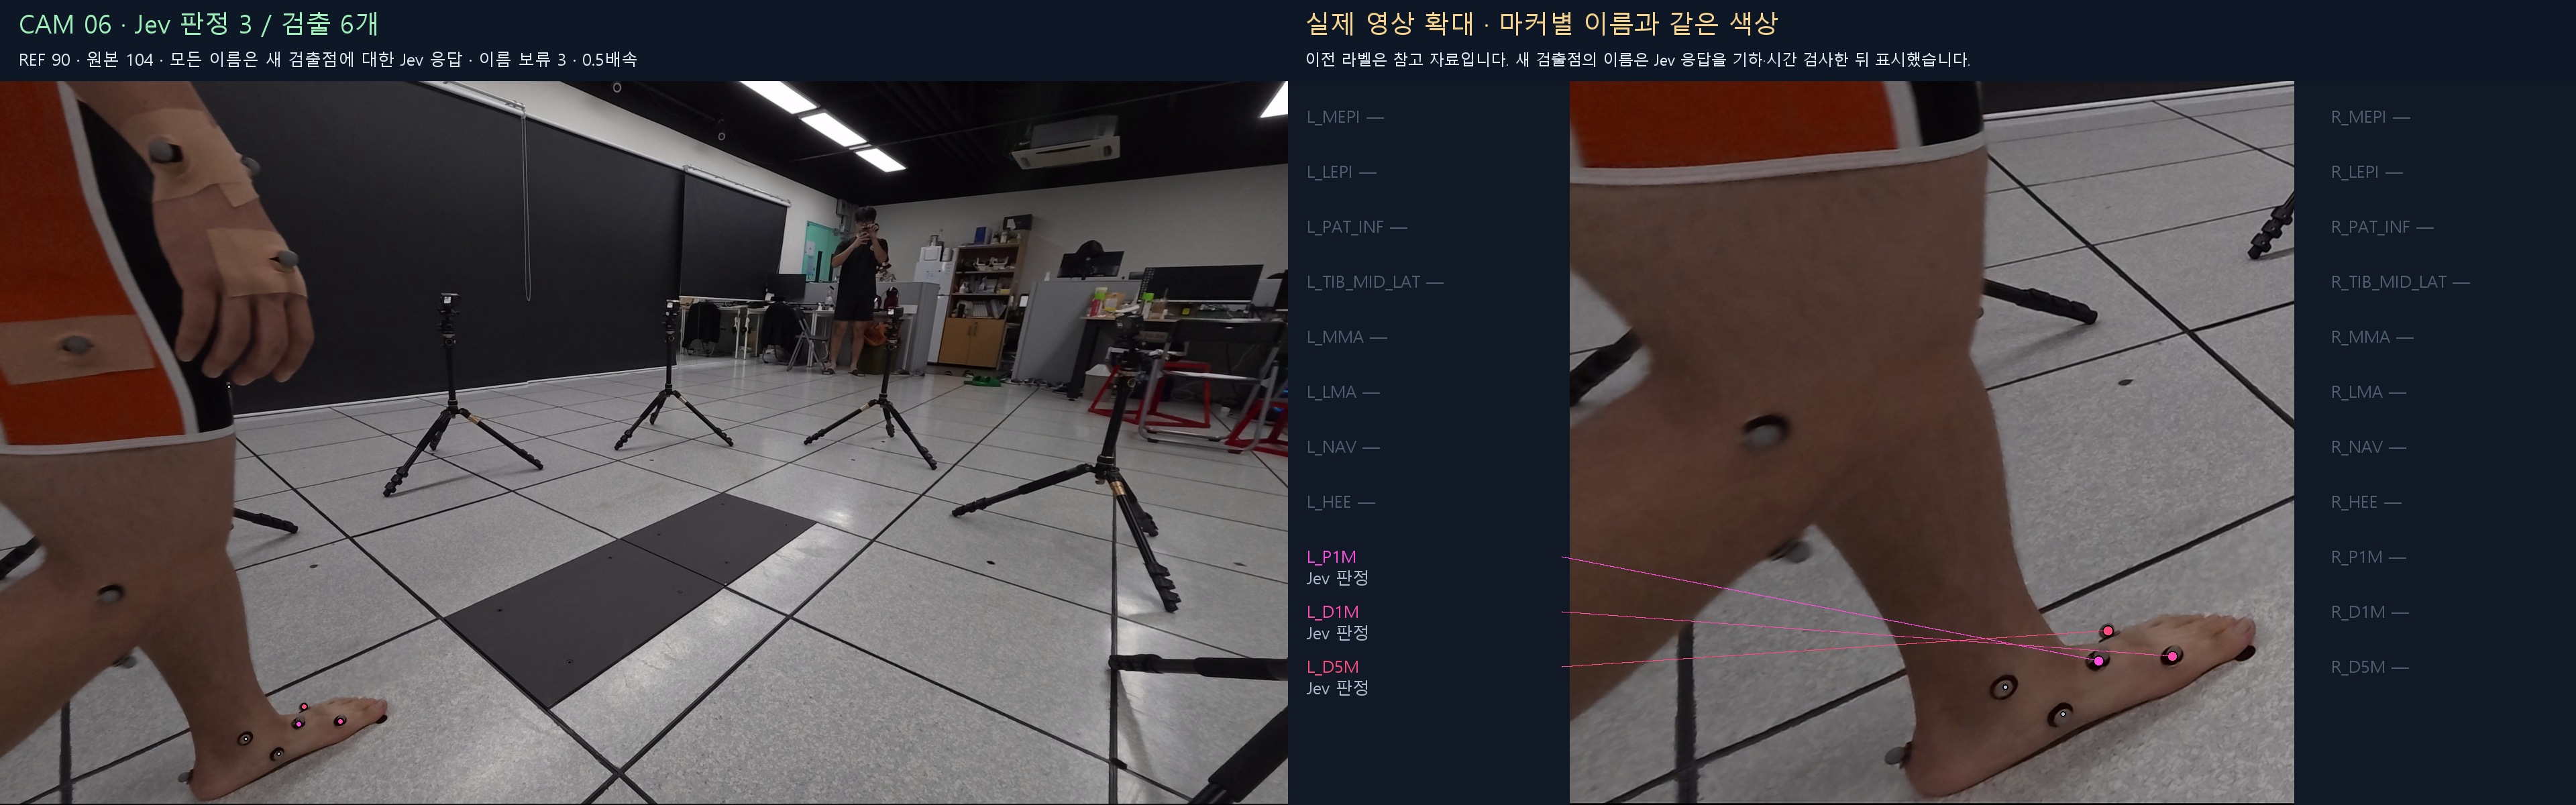 CAM 06 · Jev 판정 3 / 검출 6개
REF 90 · 원본 104 · 모든 이름은 새 검출점에 대한 Jev 응답 · 이름 보류 3 · 0.5배속
실제 영상 확대 · 마커별 이름과 같은 색상
이전 라벨은 참고 자료입니다. 새 검출점의 이름은 Jev 응답을 기하·시간 검사한 뒤 표시했습니다.
L_MEPI —
L_LEPI —
L_PAT_INF —
L_TIB_MID_LAT —
L_MMA —
L_LMA —
L_NAV —
L_HEE —
L_P1M
Jev 판정
L_D1M
Jev 판정
L_D5M
Jev 판정
R_MEPI —
R_LEPI —
R_PAT_INF —
R_TIB_MID_LAT —
R_MMA —
R_LMA —
R_NAV —
R_HEE —
R_P1M —
R_D1M —
R_D5M —